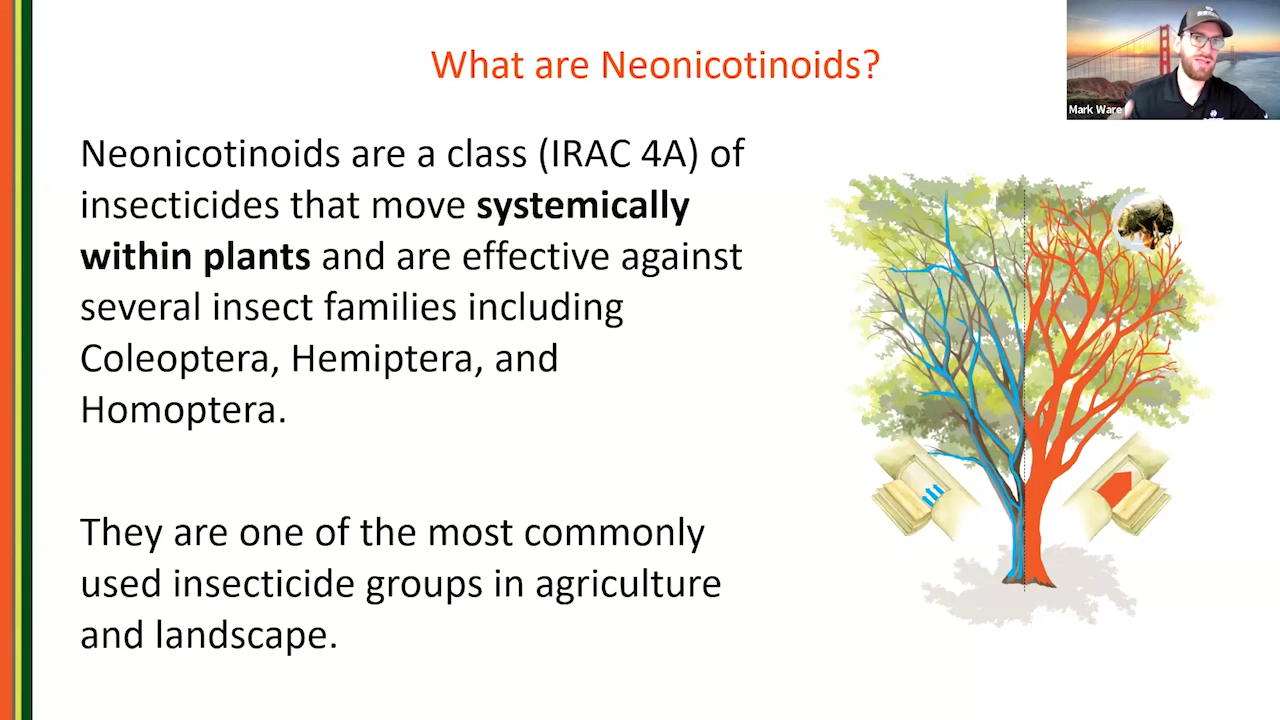 What are Neonicotinoids?
Mark Ware
Neonicotinoids are a class (IRAC 4A) of
insecticides that move systemically
within plants and are effective against
several insect families including
Coleoptera, Hemiptera, and
Homoptera.
They are one of the most commonly
used insecticide groups in agriculture
and landscape.